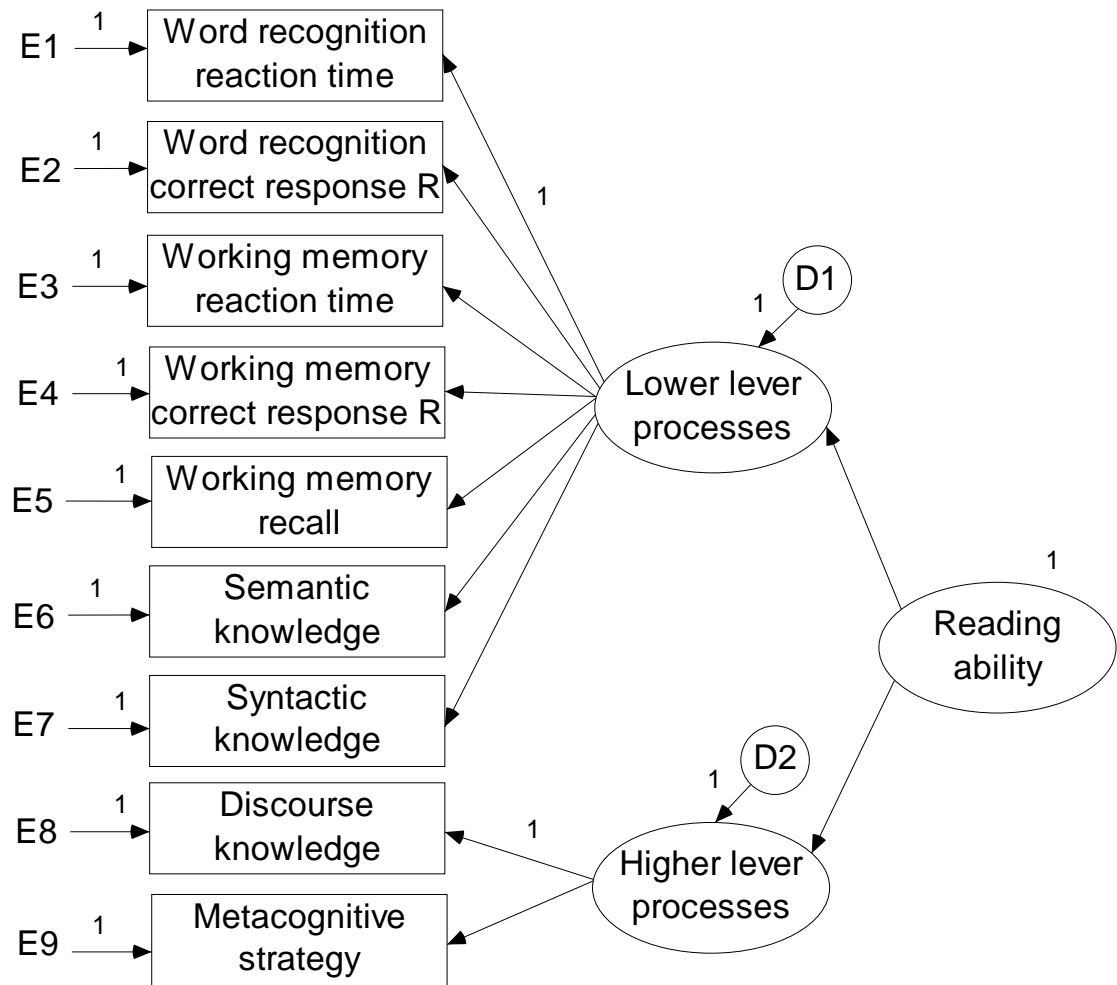 1
E1
Word recognition
reaction time
1
E2
Word recognition
correct response R
1
1
E3
Working memory
reaction time
D1
1
1
E4
Working memory
correct response R
Lower lever
processes
1
E5
Working memory
recall
1
E6
Semantic
knowledge
1
Reading
ability
1
E7
Syntactic
knowledge
D2
1
1
E8
Discourse
knowledge
1
Higher lever
processes
1
E9
Metacognitive
strategy